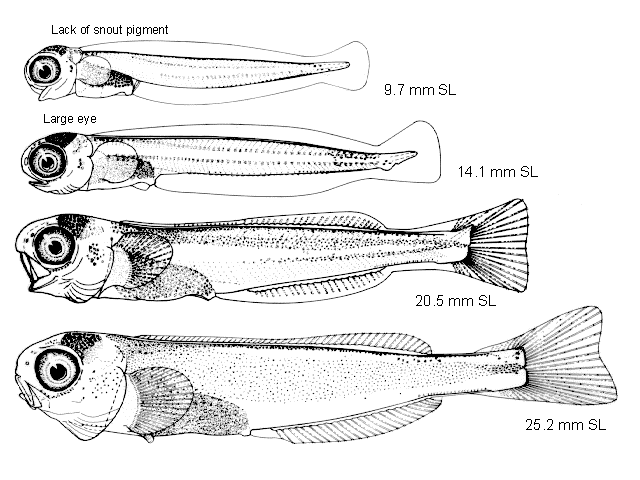 Lack of snout pigment
9.7 mm SL
Large eye
14.1 mm SL
20.5 mm SL
25.2 mm SL